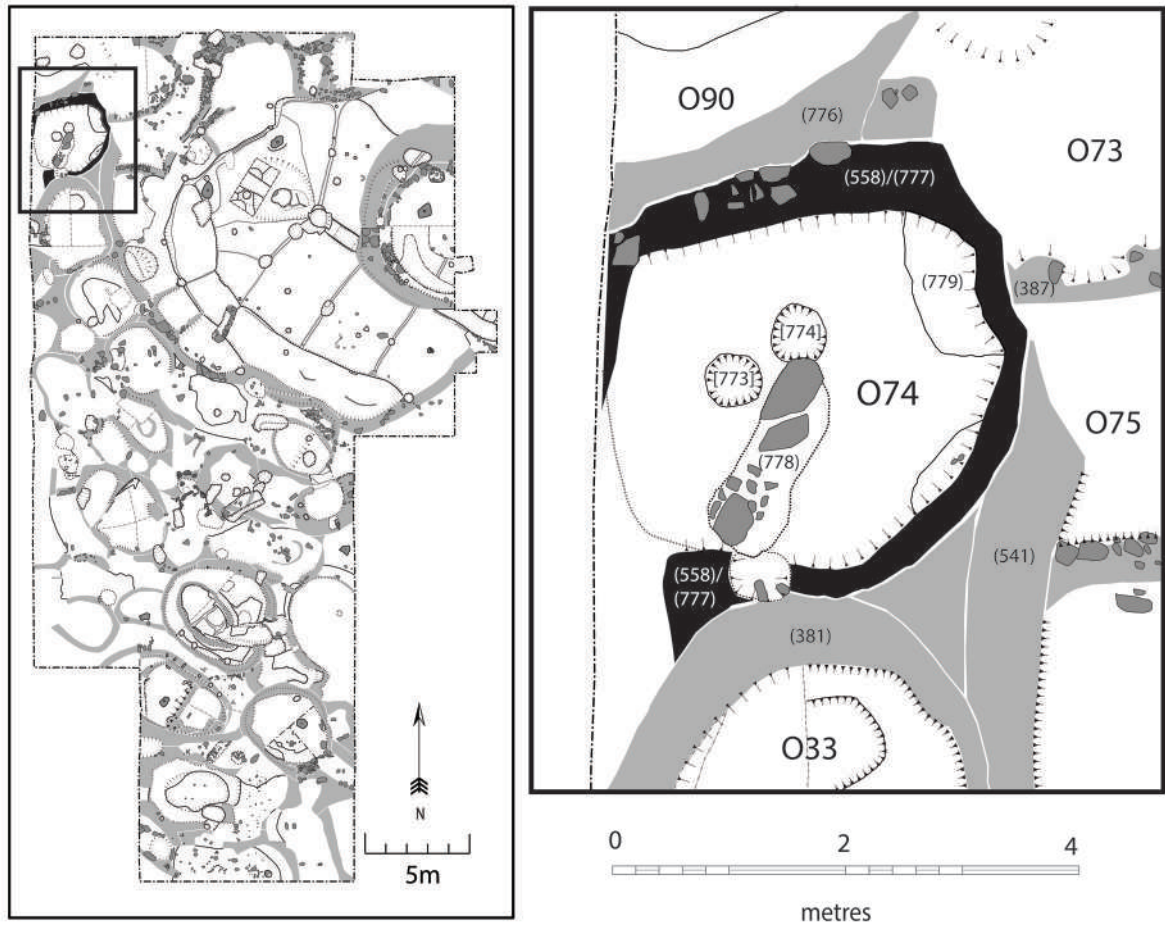 N
5m
O90
(776)
O73
(558)/(777)
(779)
(387)
[774]
[773]
O74
O75
(778)
(558)/
(777)
(541)
(381)
O33
0 2 4
metres